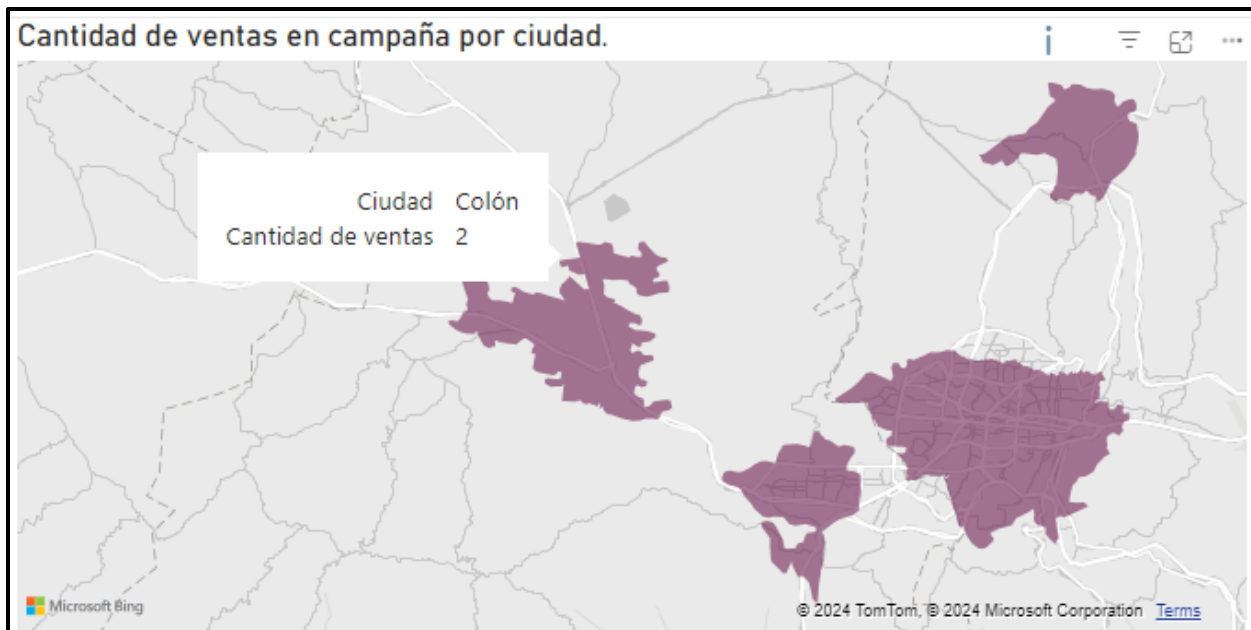 Cantidad de ventas en campaña por ciudad.
Ciudad Colón
Cantidad de ventas 2
Microsoft Bing
© 2024 TomTom, © 2024 Microsoft Corporation Terms